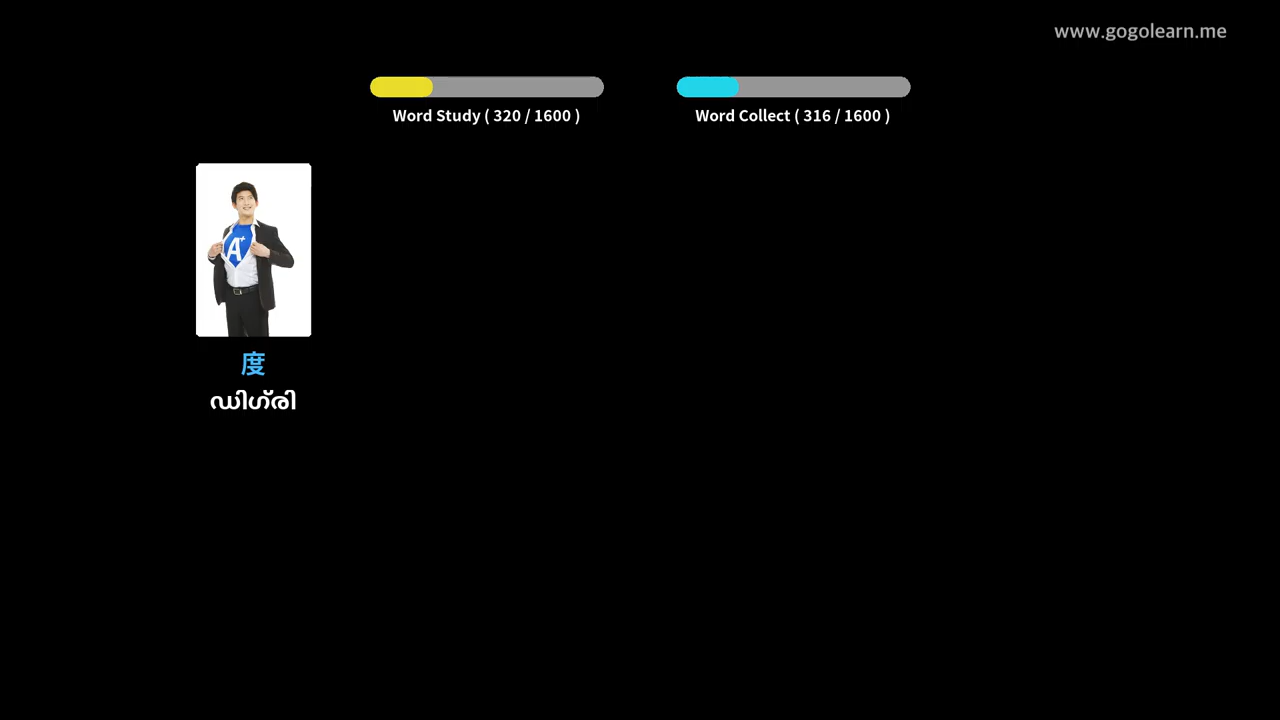 www.gogolearn.me
Word Study ( 320 / 1600 )
Word Collect ( 316 / 1600 )
A+
度
ഡിഗ്രി